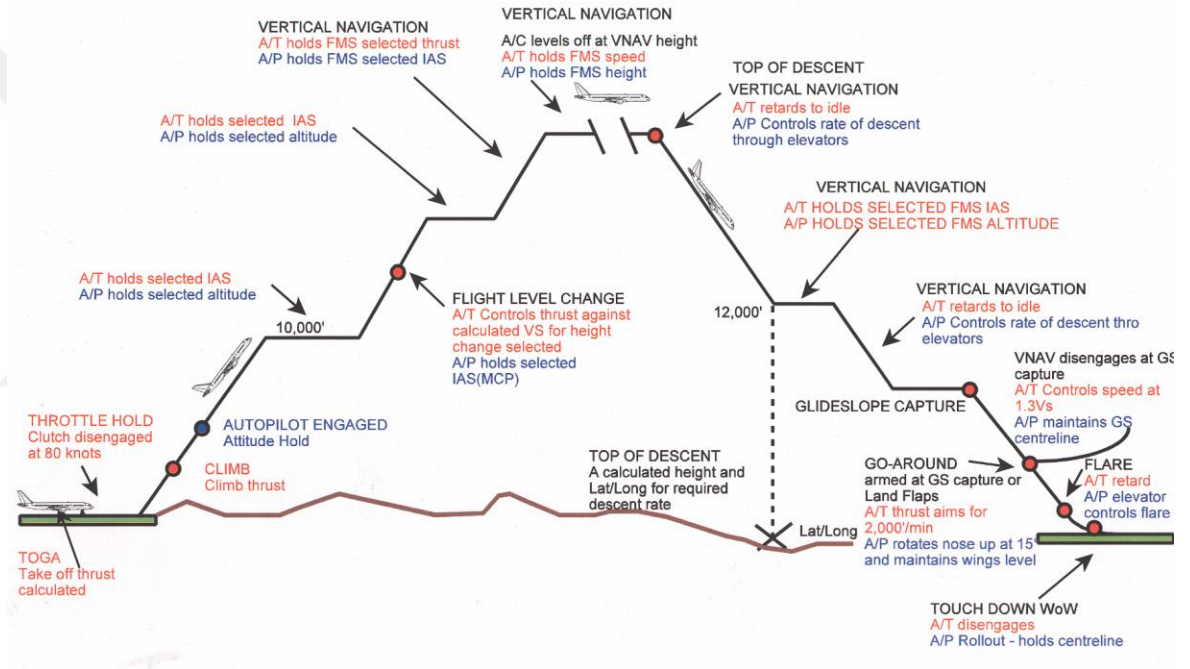 VERTICAL NAVIGATION
A/T holds FMS selected thrust
A/P holds FMS selected IAS
VERTICAL NAVIGATION
A/C levels off at VNAV height
A/T holds FMS speed
A/P holds FMS height
TOP OF DESCENT
VERTICAL NAVIGATION
A/T retards to idle
A/P Controls rate of descent
through elevators
A/T holds selected IAS
A/P holds selected altitude
VERTICAL NAVIGATION
A/T HOLDS SELECTED FMS IAS
A/P HOLDS SELECTED FMS ALTITUDE
A/T holds selected IAS
A/P holds selected altitude
10,000'
FLIGHT LEVEL CHANGE
A/T Controls thrust against
calculated VS for height
change selected
A/P holds selected
IAS(MCP)
12,000'
VERTICAL NAVIGATION
A/T retards to idle
A/P Controls rate of descent thro
elevators
VNAV disengages at GS
capture
A/T Controls speed at
1.3Vs
A/P maintains GS
centreline
GLIDESLOPE CAPTURE
THROTTLE HOLD
Clutch disengaged
at 80 knots
AUTOPILOT ENGAGED
Attitude Hold
CLIMB
Climb thrust
TOP OF DESCENT
A calculated height and
Lat/Long for required
descent rate
Lat/Long
GO-AROUND
armed at GS capture or
Land Flaps
A/T thrust aims for
2,000'/min
A/P rotates nose up at 15°
and maintains wings level
FLARE
A/T retard
A/P elevator
controls flare
TOGA
Take off thrust
calculated
TOUCH DOWN WoW
A/T disengages
A/P Rollout - holds centreline